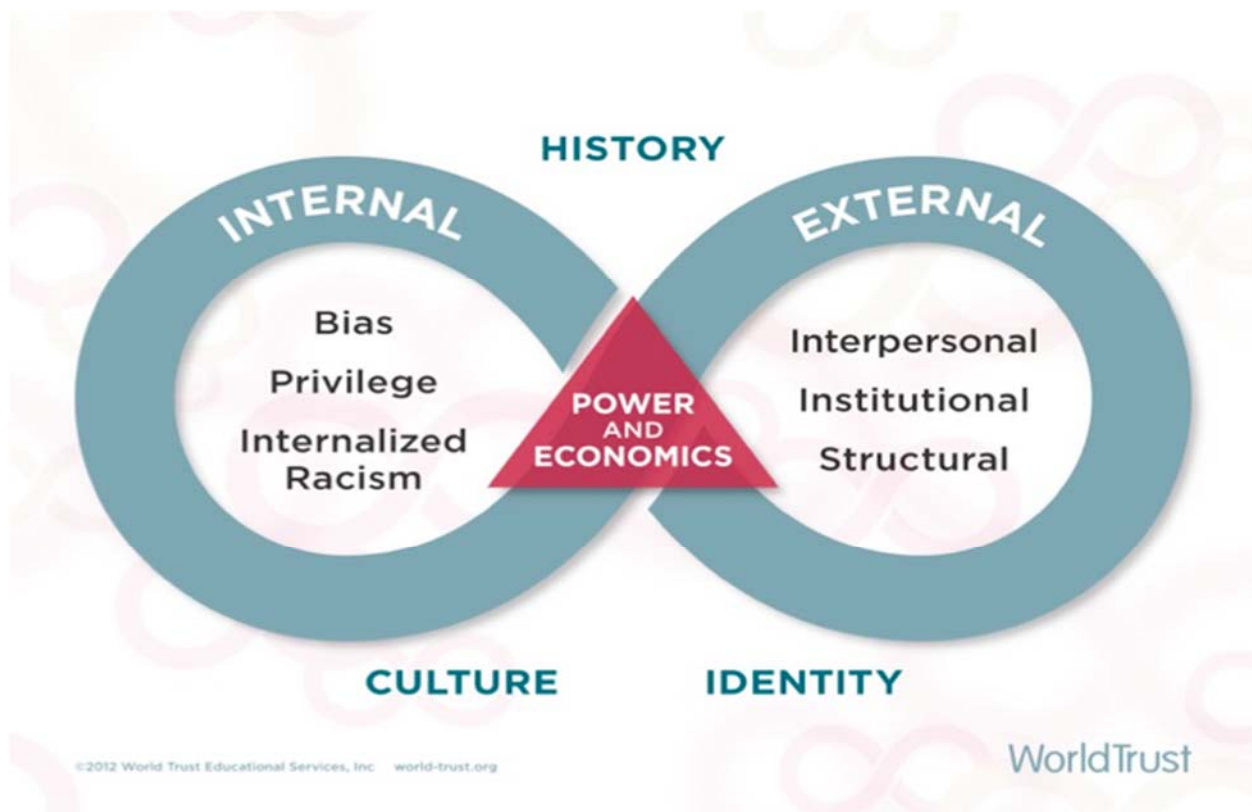 HISTORY
INTERNAL
EXTERNAL
Bias
Privilege
Internalized
Racism
POWER
AND
ECONOMICS
Interpersonal
Institutional
Structural
CULTURE
IDENTITY
©2012 World Trust Educational Services, Inc world-trust.org
WorldTrust